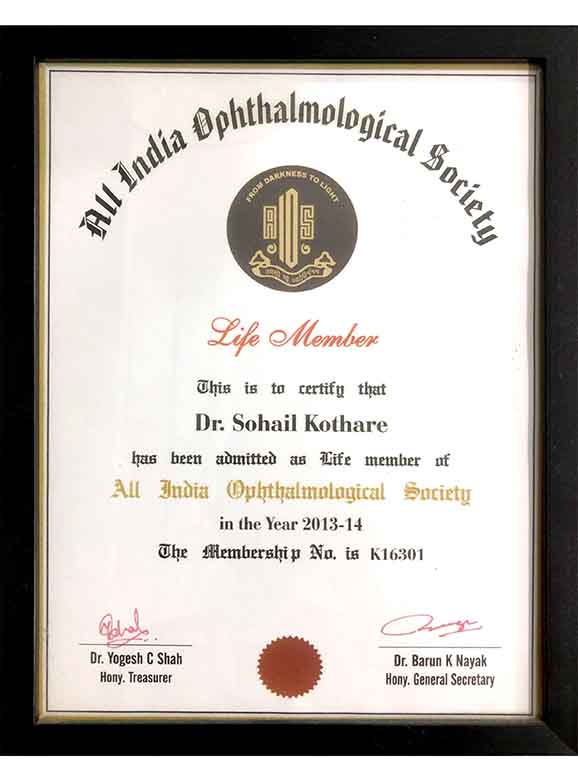 All India Ophthalmological Society
FROM DARKNESS TO LIGHT
AIOS
Life Member
This is to certify that
Dr. Sohail Kothare
has been admitted as Life member of
All India Ophthalmological Society
in the Year 2013-14
The Membership No. is K16301
Dr. Yogesh C Shah
Hony. Treasurer
Dr. Barun K Nayak
Hony. General Secretary